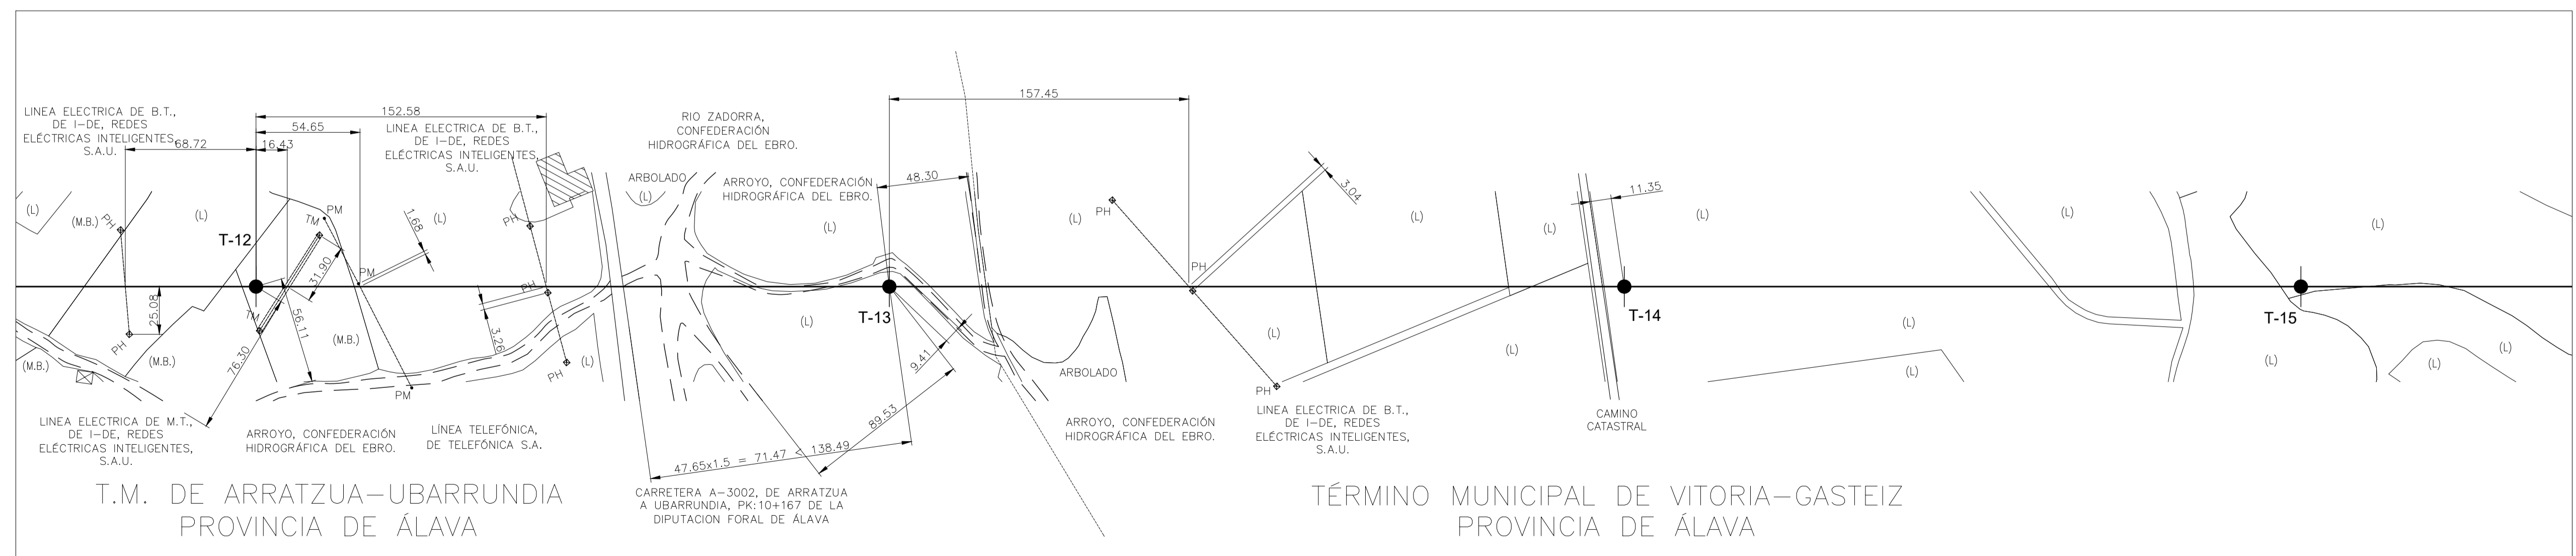 LINEA ELECTRICA DE B.T.,
DE I-DE, REDES
ELÉCTRICAS INTELIGENTES,
S.A.U.
68.72
152.58
54.65
16.43
LINEA ELECTRICA DE B.T.,
DE I-DE, REDES
ELÉCTRICAS INTELIGENTES,
S.A.U.
RIO ZADORRA,
CONFEDERACIÓN
HIDROGRÁFICA DEL EBRO.
ARBOLADO
(L)
ARROYO, CONFEDERACIÓN
HIDROGRÁFICA DEL EBRO.
48.30
157.45
3.04
11.35
(L)
(M.B.)
PH
(L)
T-12
TM
PM
1.68
(L)
PH
(L)
(L)
PH
(L)
(L)
(L)
(L)
(L)
31.90
PM
PH
PH
25.08
PH
TM
56.11
(M.B.)
3.26
(L)
T-13
T-14
T-15
(L)
(M.B.)
(M.B.)
76.30
PH
(L)
9.41
ARBOLADO
(L)
(L)
(L)
(L)
(L)
(L)
PM
PH
89.53
138.49
47.65x1.5 = 71.47 <
LINEA ELECTRICA DE M.T.,
DE I-DE, REDES
ELÉCTRICAS INTELIGENTES,
S.A.U.
ARROYO, CONFEDERACIÓN
HIDROGRÁFICA DEL EBRO.
LÍNEA TELEFÓNICA,
DE TELEFÓNICA S.A.
ARROYO, CONFEDERACIÓN
HIDROGRÁFICA DEL EBRO.
LINEA ELECTRICA DE B.T.,
DE I-DE, REDES
ELÉCTRICAS INTELIGENTES,
S.A.U.
CAMINO
CATASTRAL
CARRETERA A-3002, DE ARRATZUA
A UBARRUNDIA, PK:10+167 DE LA
DIPUTACION FORAL DE ÁLAVA
T.M. DE ARRATZUA-UBARRUNDIA
PROVINCIA DE ÁLAVA
TÉRMINO MUNICIPAL DE VITORIA-GASTEIZ
PROVINCIA DE ÁLAVA